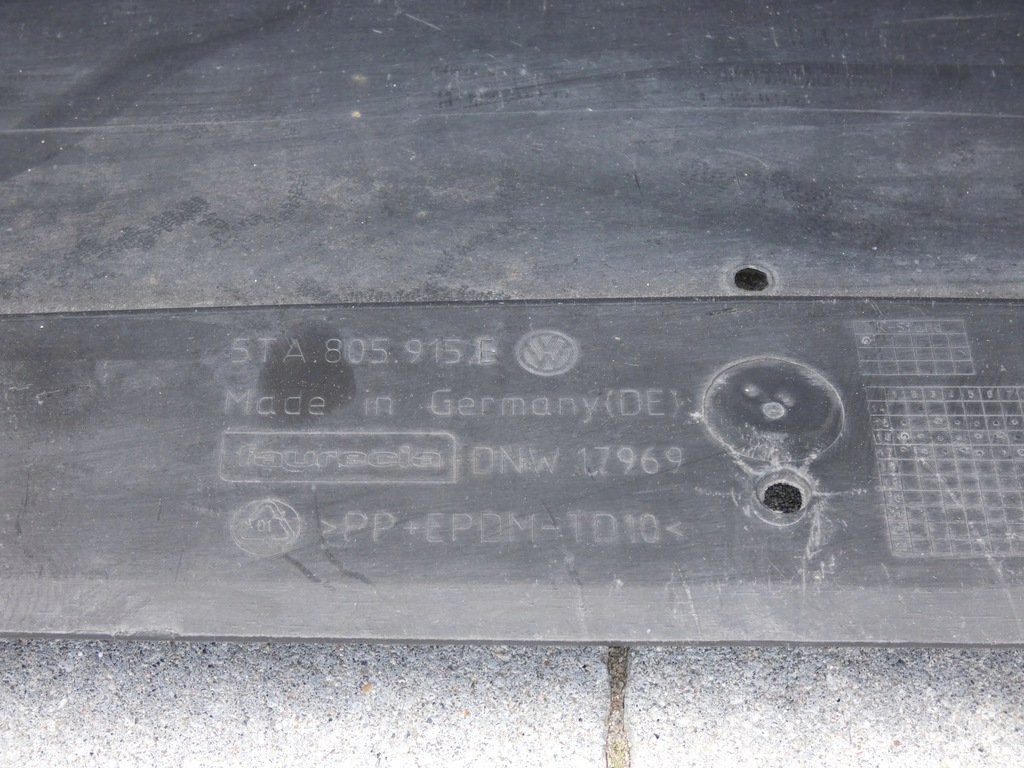 5TA.805.915.E
Made in Germany(DE)
faurecia DNW 17969
>PP+EPDM-TD10<